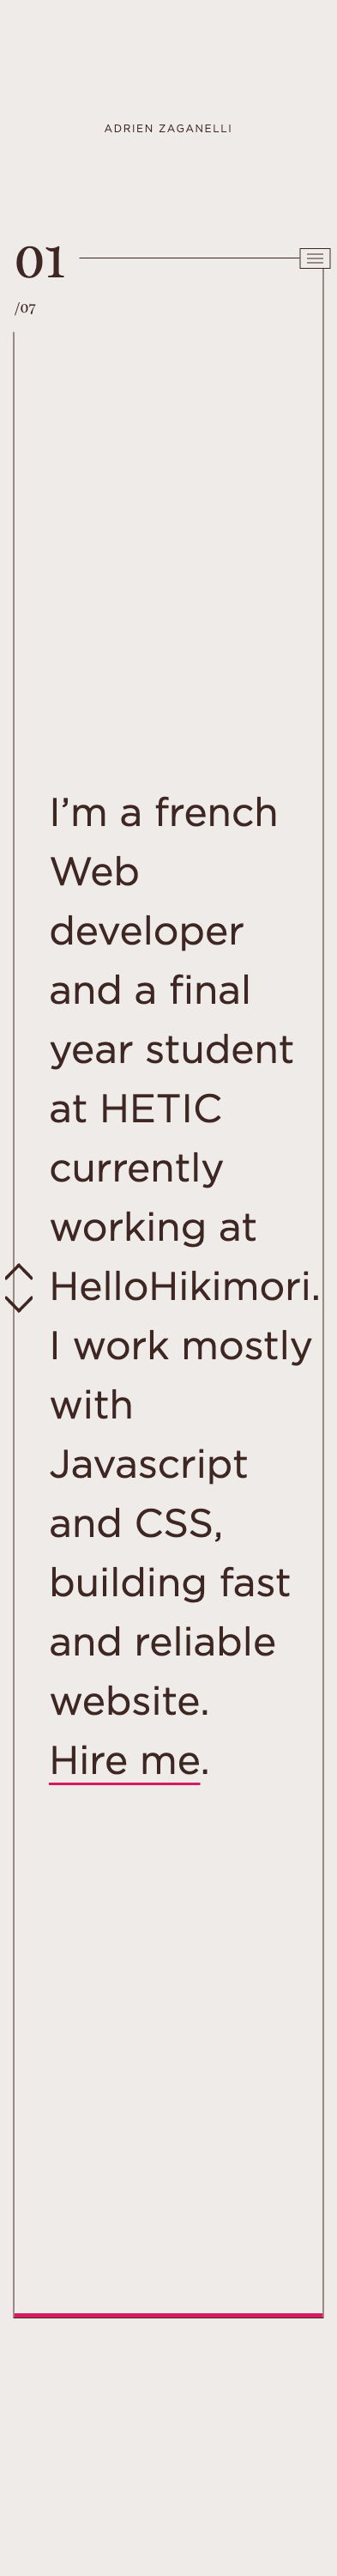 ADRIEN ZAGANELLI
01
/07
I’m a french
Web
developer
and a final
year student
at HETIC
currently
working at
HelloHikimori.
I work mostly
with
Javascript
and CSS,
building fast
and reliable
website.
Hire me.